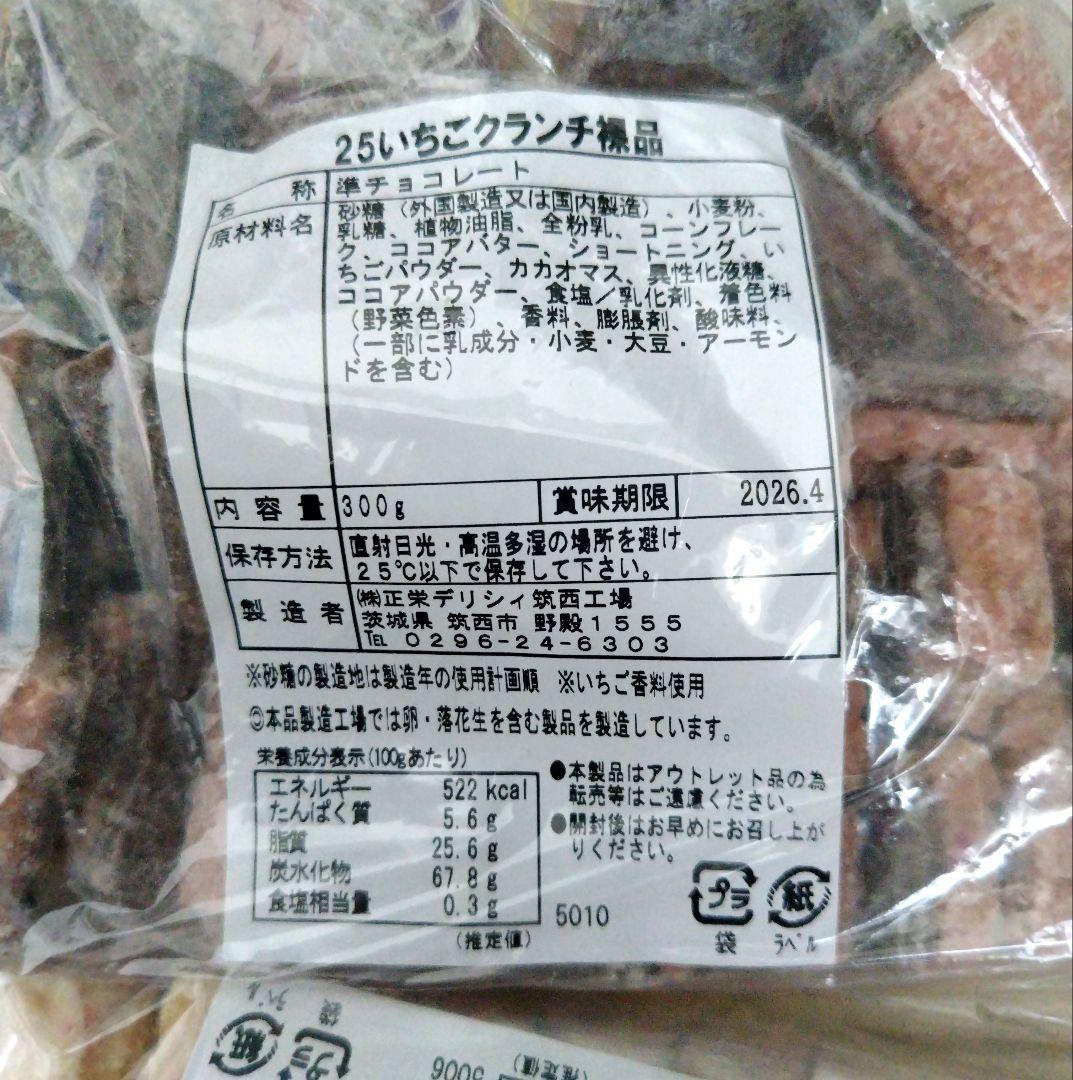 25いちごクランチ裸品
名称 準チョコレート
原材料名 砂糖（外国製造又は国内製造）、小麦粉、
乳糖、植物油脂、全粉乳、コーンフレー
ク、ココアバター、ショートニング、い
ちごパウダー、カカオマス、異性化液糖、
ココアパウダー、食塩／乳化剤、着色料
（野菜色素）、香料、膨脹剤、酸味料、
（一部に乳成分・小麦・大豆・アーモン
ドを含む）
内容量 300g 賞味期限 2026.4
保存方法 直射日光・高温多湿の場所を避け、
25℃以下で保存して下さい。
製造者 ㈱正栄デリシィ筑西工場
茨城県 筑西市 野殿1555
℡ 0296-24-6303
※砂糖の製造地は製造年の使用計画順 ※いちご香料使用
◎本品製造工場では卵・落花生を含む製品を製造しています。
栄養成分表示(100gあたり)
エネルギー 522 kcal
たんぱく質 5.6 g
脂質 25.6 g
炭水化物 67.8 g
食塩相当量 0.3 g
(推定値)
●本製品はアウトレット品の為
転売等はご遠慮ください。
●開封後はお早めにお召し上が
りください。
5010
プラ 紙
袋 ラベル
袋 ラベル
プラ 紙
(推定値)
5006